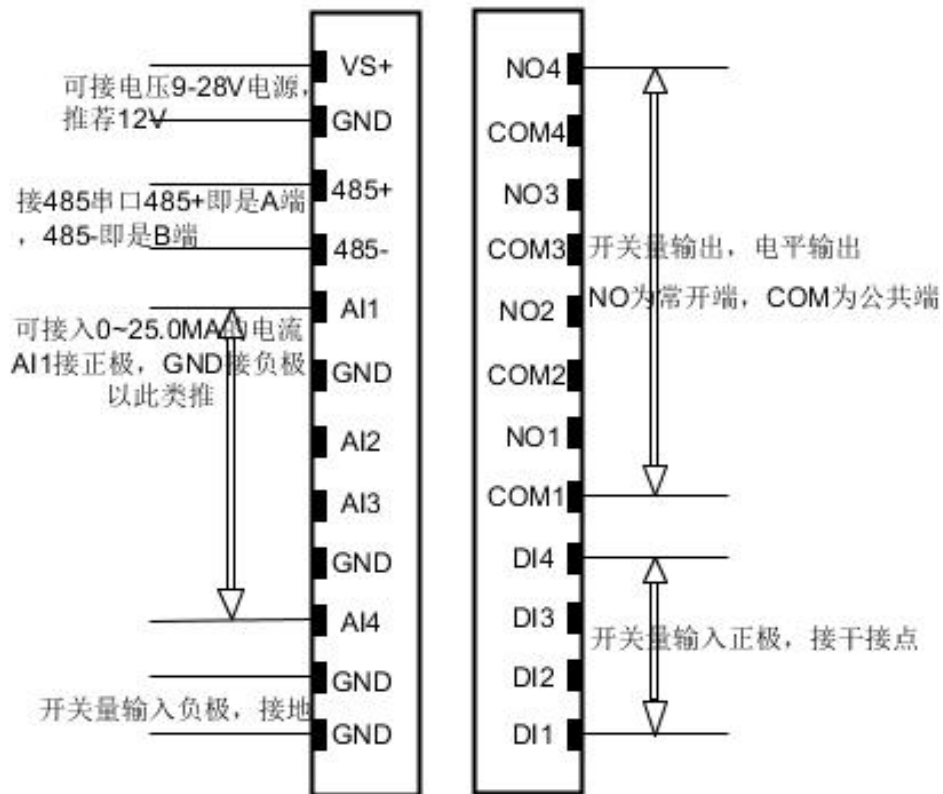 VS+
可接电压9-28V电源，
推荐12V
GND
485+
接485串口485+即是A端
，485-即是B端
485-
AI1
可接入0~25.0MA的电流
AI1接正极，GND接负极
以此类推
GND
AI2
AI3
GND
AI4
GND
开关量输入负极，接地
GND
NO4
COM4
NO3
COM3
开关量输出，电平输出
NO为常开端，COM为公共端
NO2
COM2
NO1
COM1
DI4
DI3
开关量输入正极，接干接点
DI2
DI1